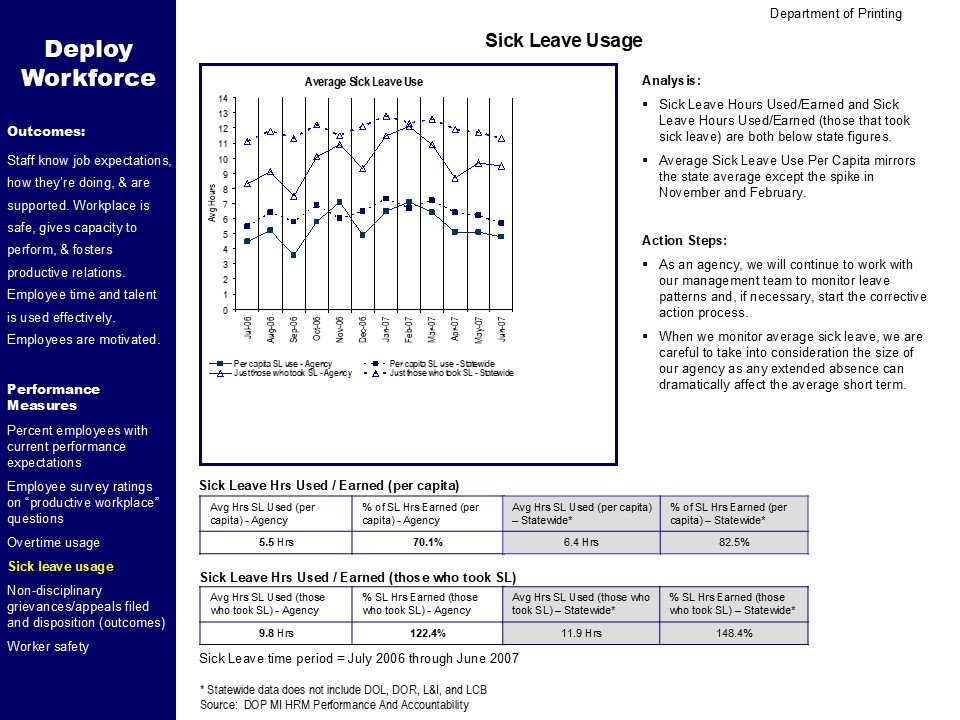 Department of Printing
Deploy
Workforce
Outcomes:
Staff know job expectations,
how they're doing, & are
supported. Workplace is
safe, gives capacity to
perform, & fosters
productive relations.
Employee time and talent
is used effectively.
Employees are motivated.
Performance
Measures
Percent employees with
current performance
expectations
Employee survey ratings
on “productive workplace”
questions
Overtime usage
Sick leave usage
Non-disciplinary
grievances/appeals filed
and disposition (outcomes)
Worker safety
Sick Leave Usage
Average Sick Leave Use
14
13
12
11
10
9
8
7
6
5
4
3
2
1
0
Avg Hours
Jul-06 Aug-06 Sep-06 Oct-06 Nov-06 Dec-06 Jan-07 Feb-07 Mar-07 Apr-07 May-07 Jun-07
Per capita SL use - Agency Per capita SL use - Statewide
Just those who took SL - Agency Just those who took SL - Statewide
Analysis:
▪ Sick Leave Hours Used/Earned and Sick
Leave Hours Used/Earned (those that took
sick leave) are both below state figures.
▪ Average Sick Leave Use Per Capita mirrors
the state average except the spike in
November and February.
Action Steps:
▪ As an agency, we will continue to work with
our management team to monitor leave
patterns and, if necessary, start the corrective
action process.
▪ When we monitor average sick leave, we are
careful to take into consideration the size of
our agency as any extended absence can
dramatically affect the average short term.
Sick Leave Hrs Used / Earned (per capita)
Avg Hrs SL Used (per capita) - Agency % of SL Hrs Earned (per capita) - Agency Avg Hrs SL Used (per capita) – Statewide* % of SL Hrs Earned (per capita) – Statewide*
5.5 Hrs 70.1% 6.4 Hrs 82.5%
Sick Leave Hrs Used / Earned (those who took SL)
Avg Hrs SL Used (those who took SL) - Agency % SL Hrs Earned (those who took SL) - Agency Avg Hrs SL Used (those who took SL) – Statewide* % SL Hrs Earned (those who took SL) – Statewide*
9.8 Hrs 122.4% 11.9 Hrs 148.4%
Sick Leave time period = July 2006 through June 2007
* Statewide data does not include DOL, DOR, L&I, and LCB
Source: DOP MI HRM Performance And Accountability